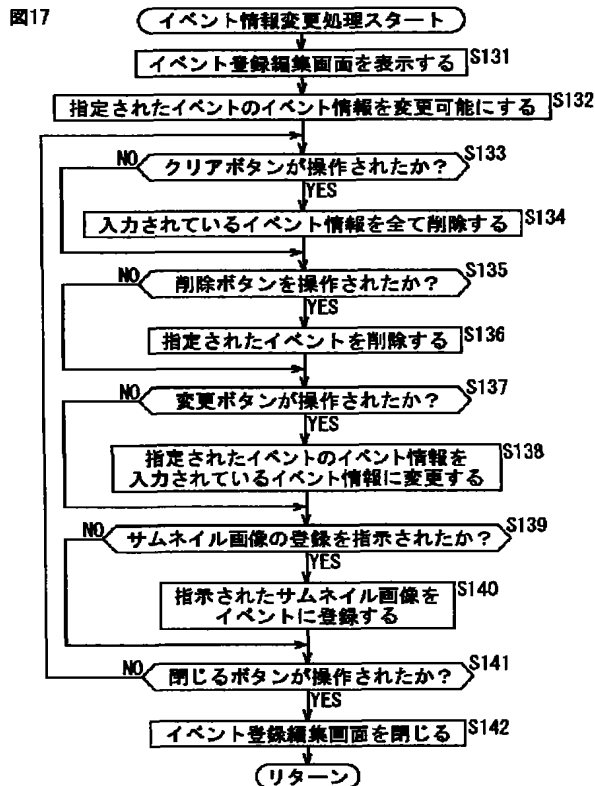 図17
イベント情報変更処理スタート
イベント登録編集画面を表示する S131
指定されたイベントのイベント情報を変更可能にする S132
NO クリアボタンが操作されたか？ S133
YES
入力されているイベント情報を全て削除する S134
NO 削除ボタンを操作されたか？ S135
YES
指定されたイベントを削除する S136
NO 変更ボタンが操作されたか？ S137
YES
指定されたイベントのイベント情報を S138
入力されているイベント情報に変更する
NO サムネイル画像の登録を指示されたか？ S139
YES
指示されたサムネイル画像を S140
イベントに登録する
NO 閉じるボタンが操作されたか？ S141
YES
イベント登録編集画面を閉じる S142
リターン